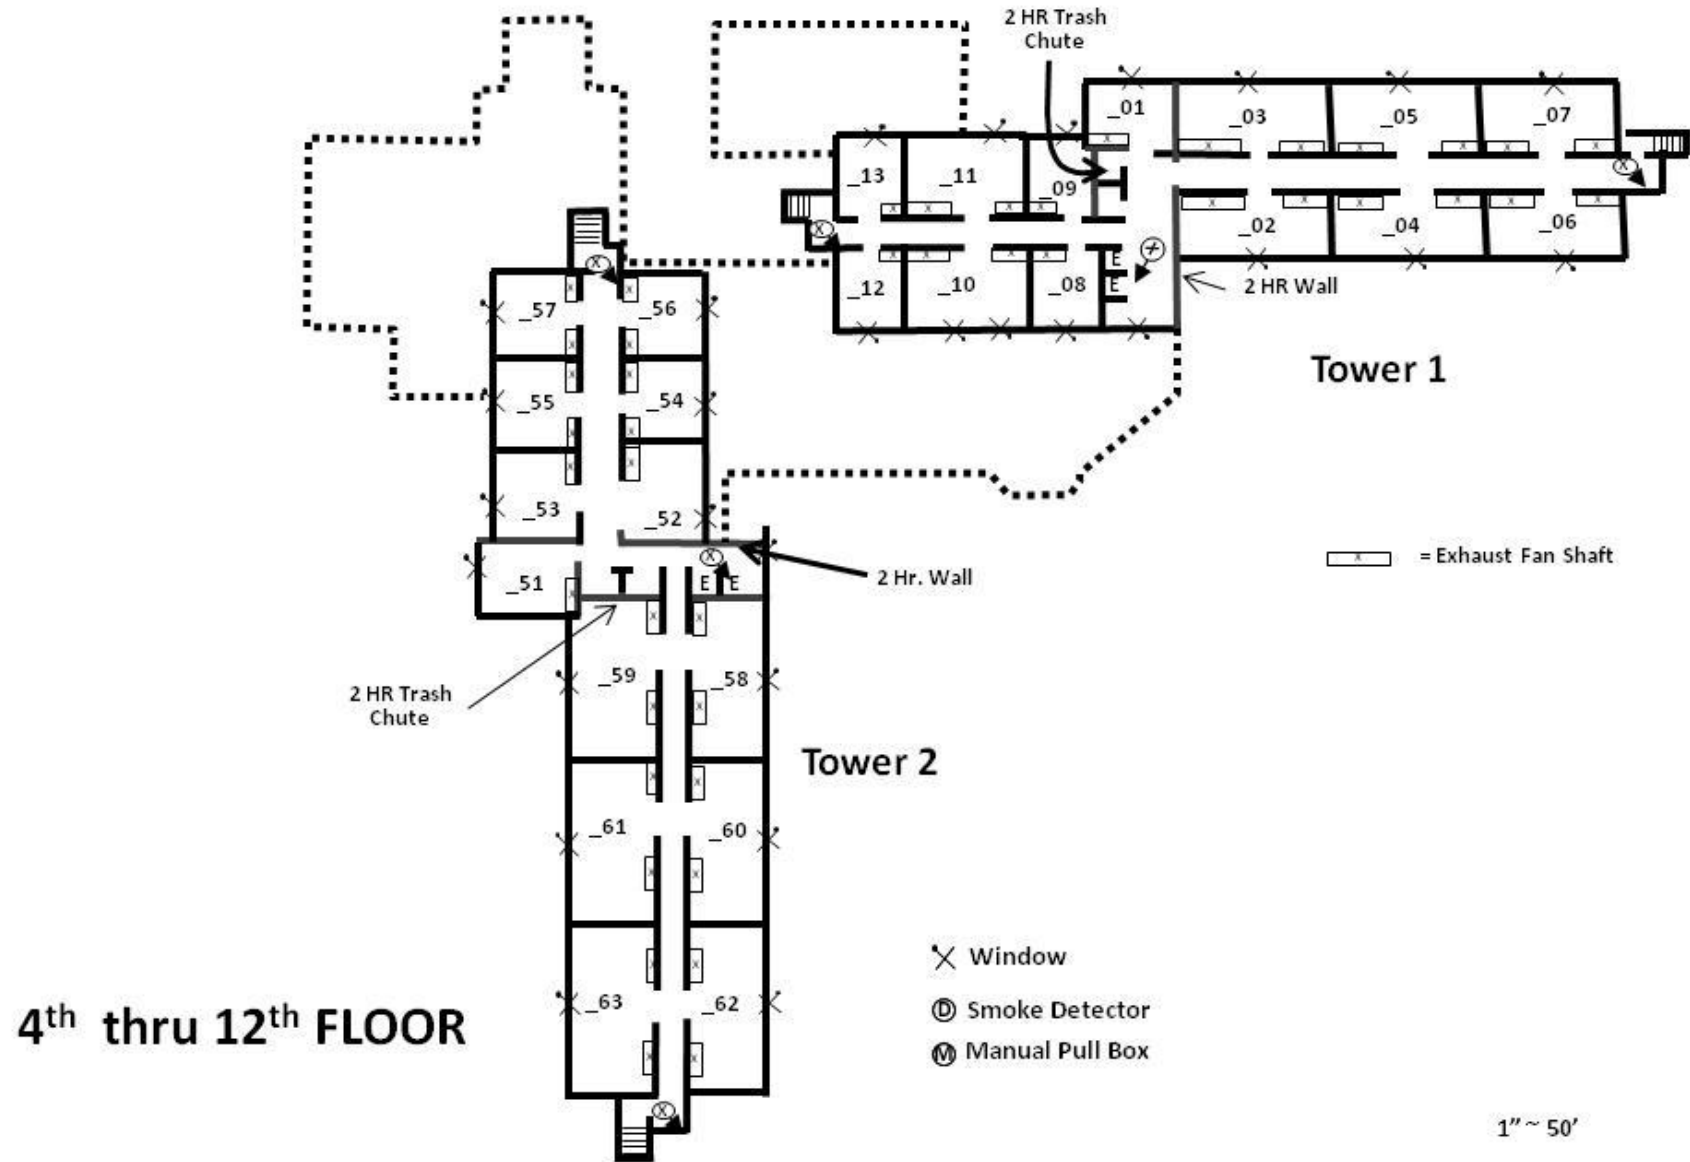 2 HR Trash
Chute
_01
_03
_05
_07
_13
_11
_09
_02
_04
_06
_12
_10
_08
E
E
2 HR Wall
Tower 1
_57
_56
_55
_54
_53
_52
_51
E E
2 Hr. Wall
X = Exhaust Fan Shaft
2 HR Trash
Chute
_59
_58
Tower 2
_61
_60
_63
_62
Window
D Smoke Detector
M Manual Pull Box
4th thru 12th FLOOR
1” ~ 50’